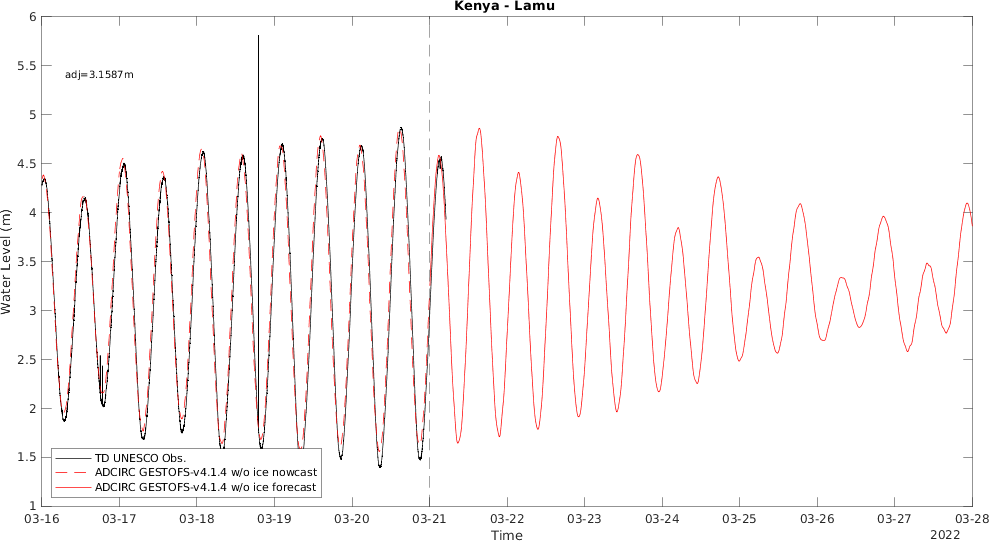 Kenya - Lamu
6
5.5
5
4.5
4
3.5
3
2.5
2
1.5
1
Water Level (m)
adj=3.1587m
TD UNESCO Obs.
ADCIRC GESTOFS-v4.1.4 w/o ice nowcast
ADCIRC GESTOFS-v4.1.4 w/o ice forecast
03-16 03-17 03-18 03-19 03-20 03-21 03-22 03-23 03-24 03-25 03-26 03-27 03-28
Time
2022